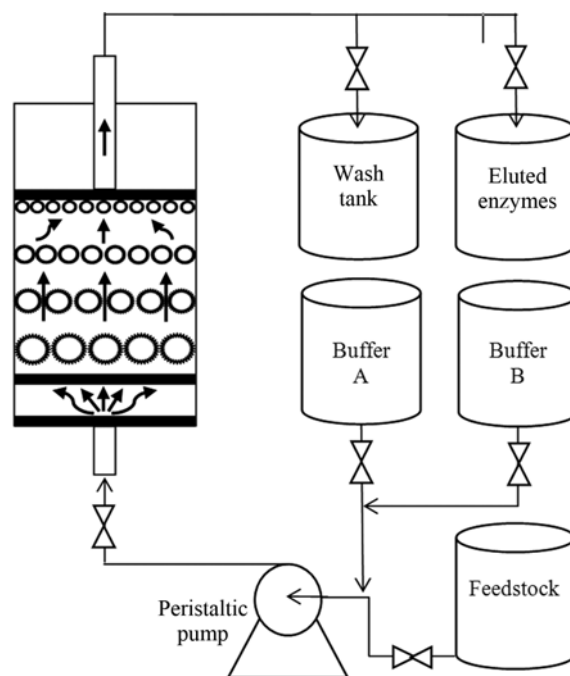 Wash
tank
Eluted
enzymes
Buffer
A
Buffer
B
Feedstock
Peristaltic
pump